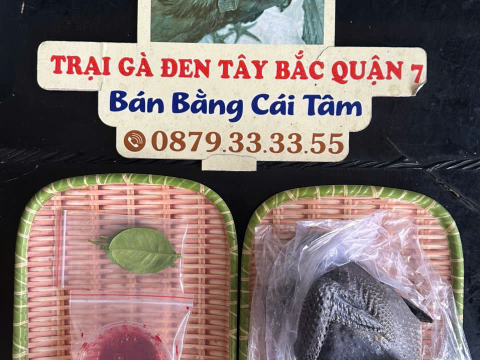 TRẠI GÀ ĐEN TÂY BẮC QUẬN 7
Bán Bằng Cái Tâm
0879.33.33.55